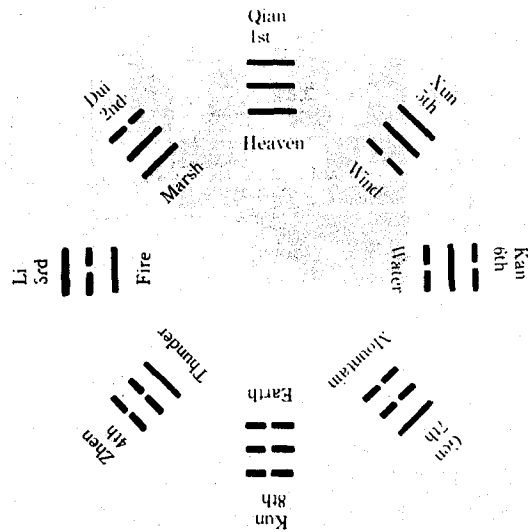 Qian
1st
Heaven
Dui
2nd
Marsh
Xun
5th
Wind
Li
3rd
Fire
Water
Kan
6th
Thunder
Zhen
4th
Mountain
Gen
7th
Earth
Kun
8th